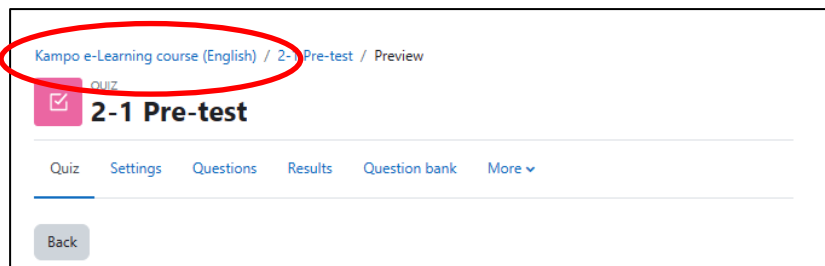 Kampo e-Learning course (English) / 2-1 Pre-test / Preview
QUIZ
2-1 Pre-test
Quiz Settings Questions Results Question bank More
Back